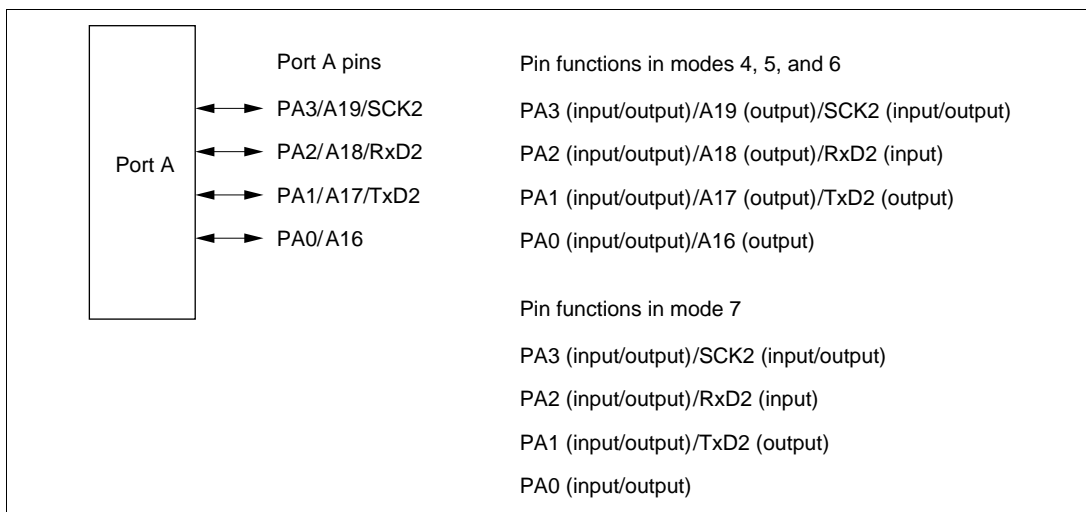 Port A
Port A pins
PA3/A19/SCK2
PA2/A18/RxD2
PA1/A17/TxD2
PA0/A16
Pin functions in modes 4, 5, and 6
PA3 (input/output)/A19 (output)/SCK2 (input/output)
PA2 (input/output)/A18 (output)/RxD2 (input)
PA1 (input/output)/A17 (output)/TxD2 (output)
PA0 (input/output)/A16 (output)
Pin functions in mode 7
PA3 (input/output)/SCK2 (input/output)
PA2 (input/output)/RxD2 (input)
PA1 (input/output)/TxD2 (output)
PA0 (input/output)